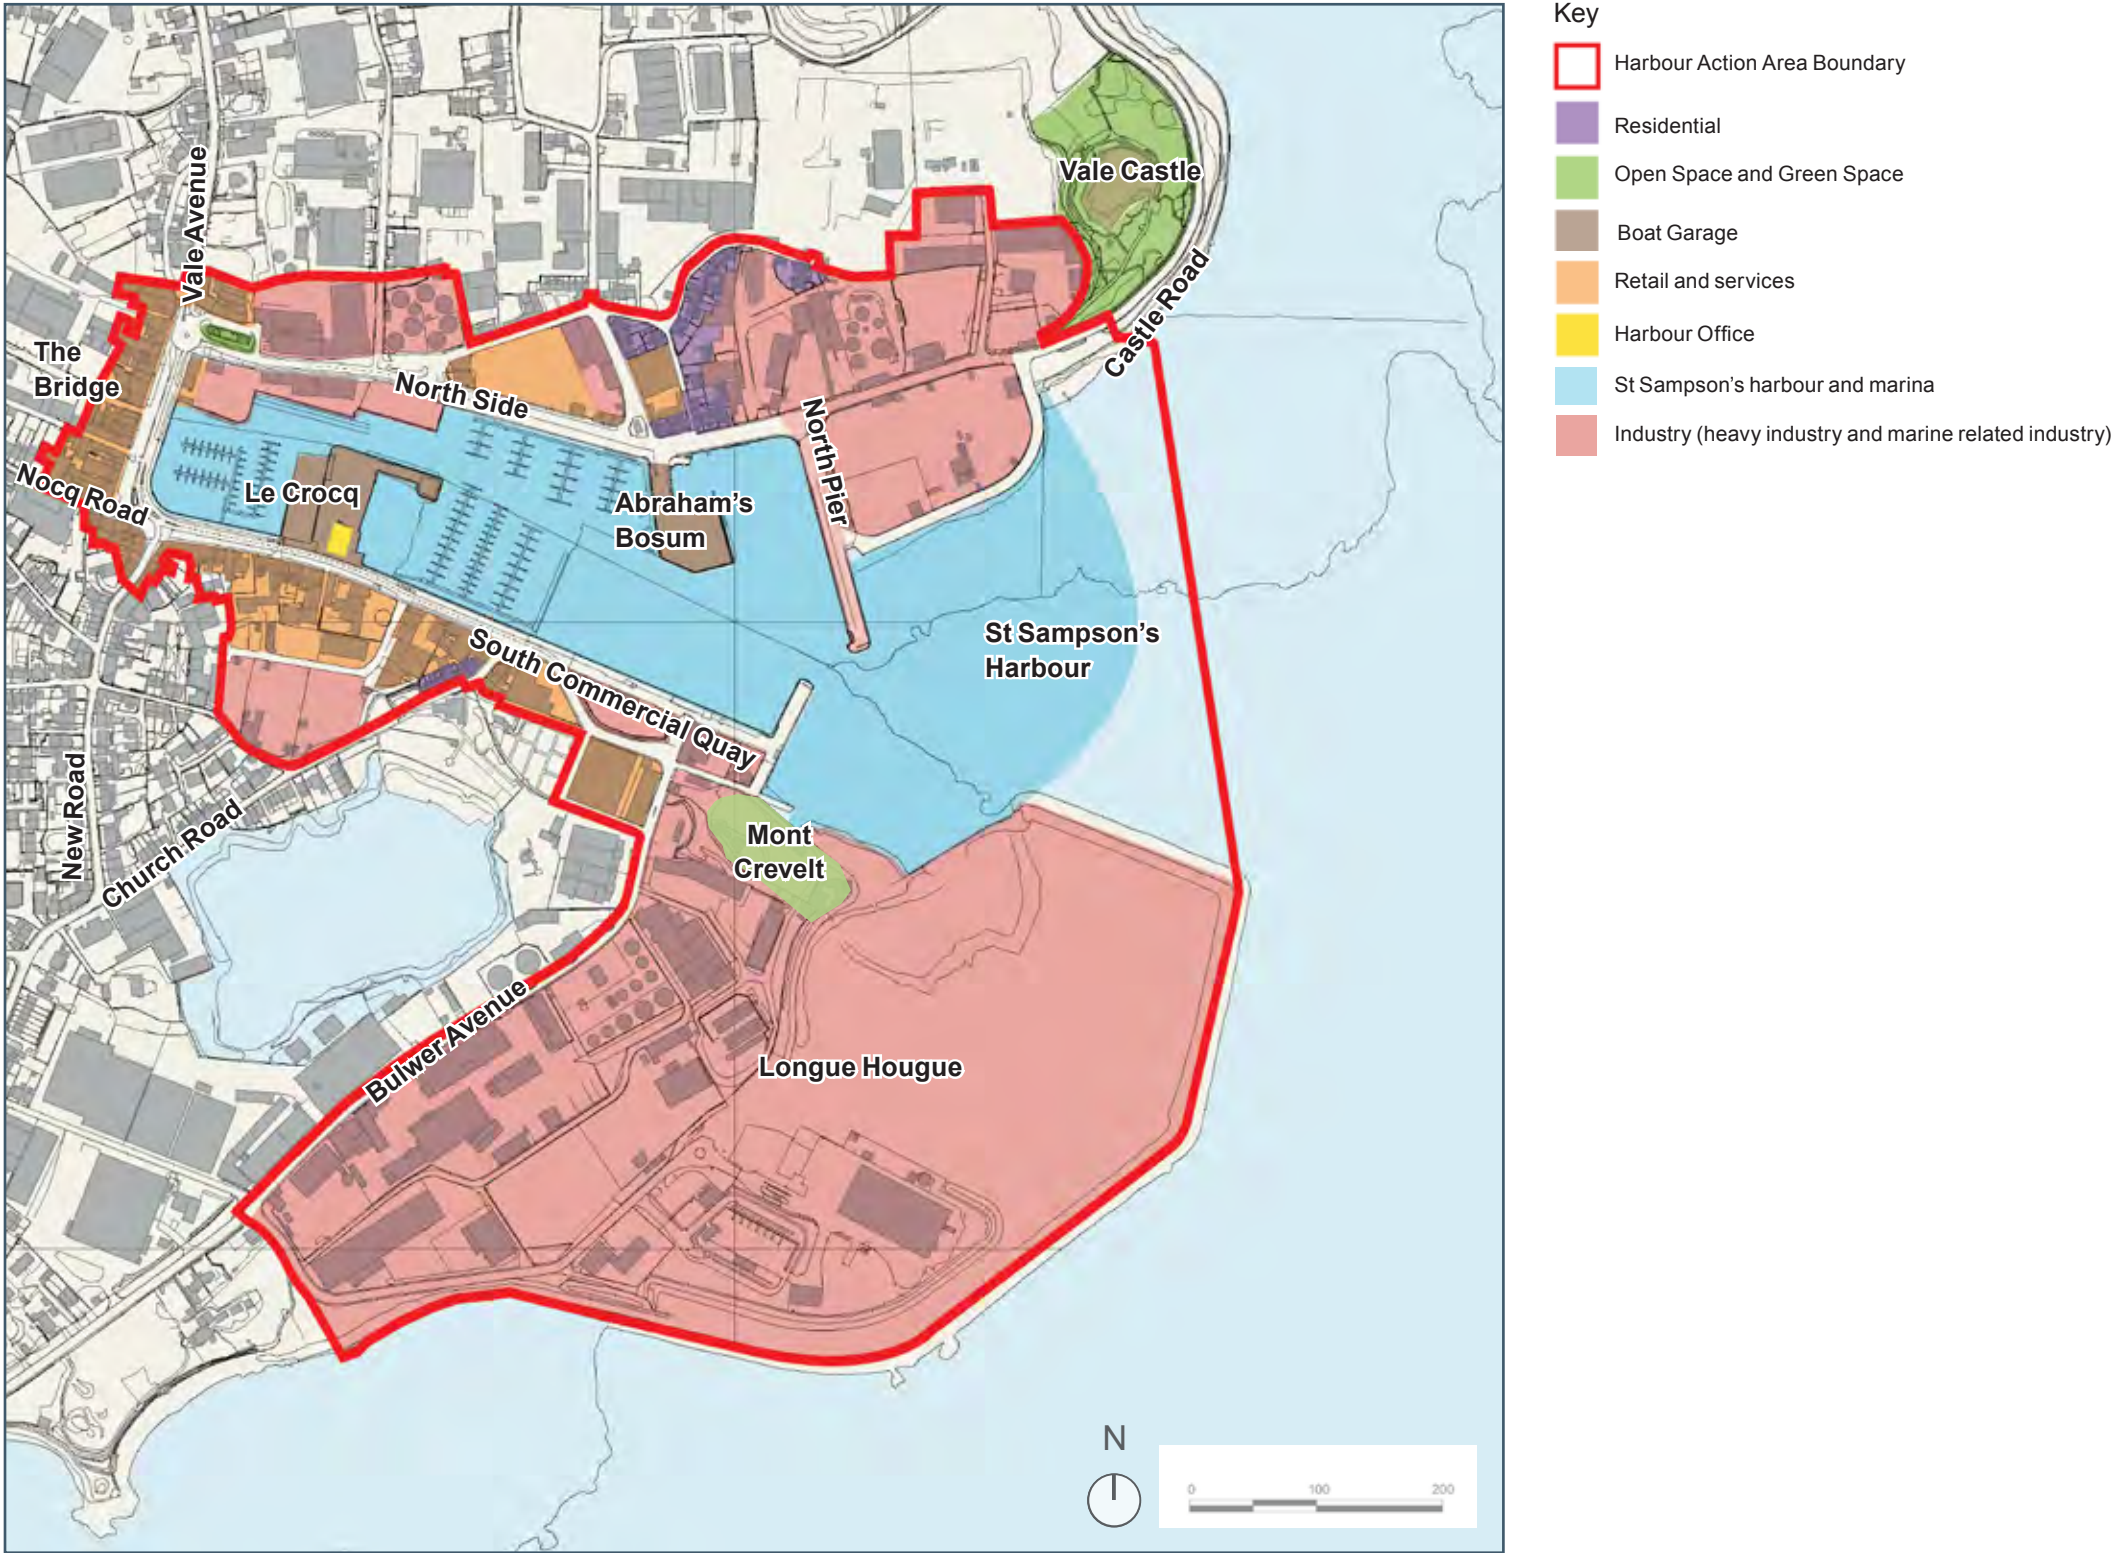 Key
Harbour Action Area Boundary
Residential
Open Space and Green Space
Boat Garage
Retail and services
Harbour Office
St Sampson's harbour and marina
Industry (heavy industry and marine related industry)
Vale Avenue
Vale Castle
Castle Road
The
Bridge
North Side
North Pier
Nocq Road
Le Crocq
Abraham's
Bosum
St Sampson's
Harbour
South Commercial Quay
New Road
Church Road
Mont
Crevelt
Bulwer Avenue
Longue Hougue
N
0 100 200